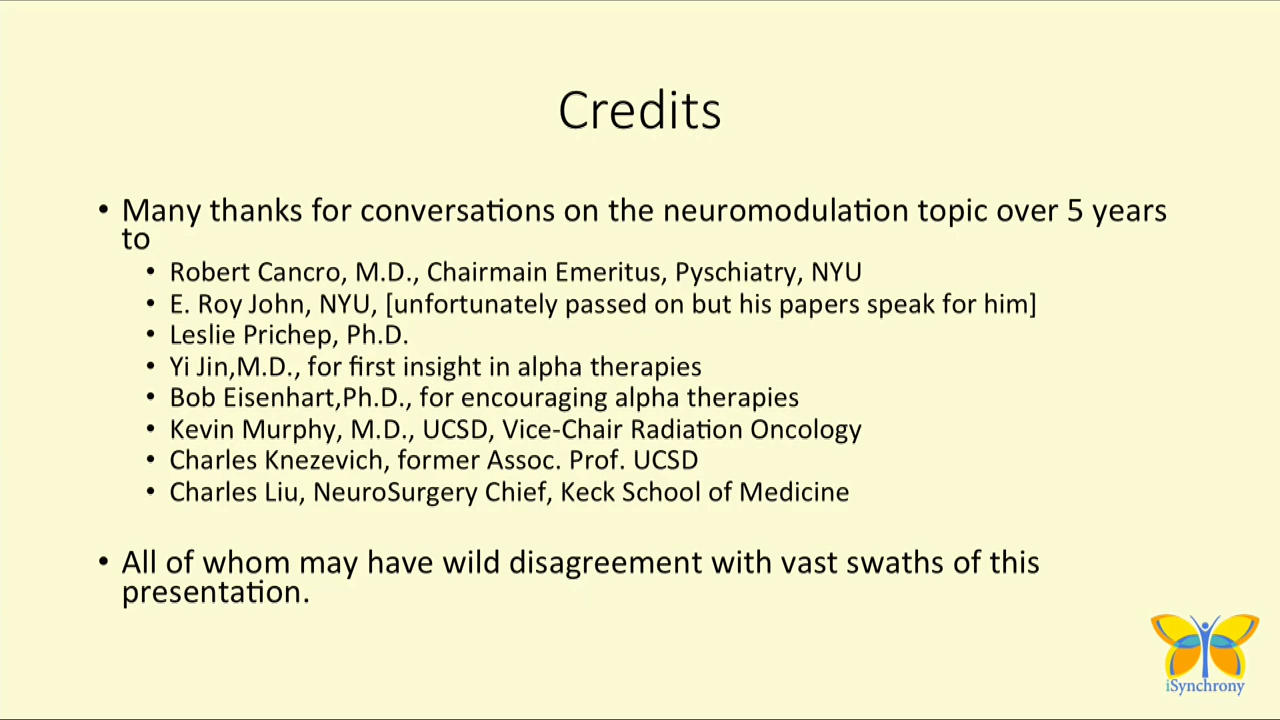 Credits
• Many thanks for conversations on the neuromodulation topic over 5 years
to
• Robert Cancro, M.D., Chairmain Emeritus, Pyschiatry, NYU
• E. Roy John, NYU, [unfortunately passed on but his papers speak for him]
• Leslie Prichep, Ph.D.
• Yi Jin,M.D., for first insight in alpha therapies
• Bob Eisenhart,Ph.D., for encouraging alpha therapies
• Kevin Murphy, M.D., UCSD, Vice-Chair Radiation Oncology
• Charles Knezevich, former Assoc. Prof. UCSD
• Charles Liu, NeuroSurgery Chief, Keck School of Medicine
• All of whom may have wild disagreement with vast swaths of this
presentation.
iSynchrony